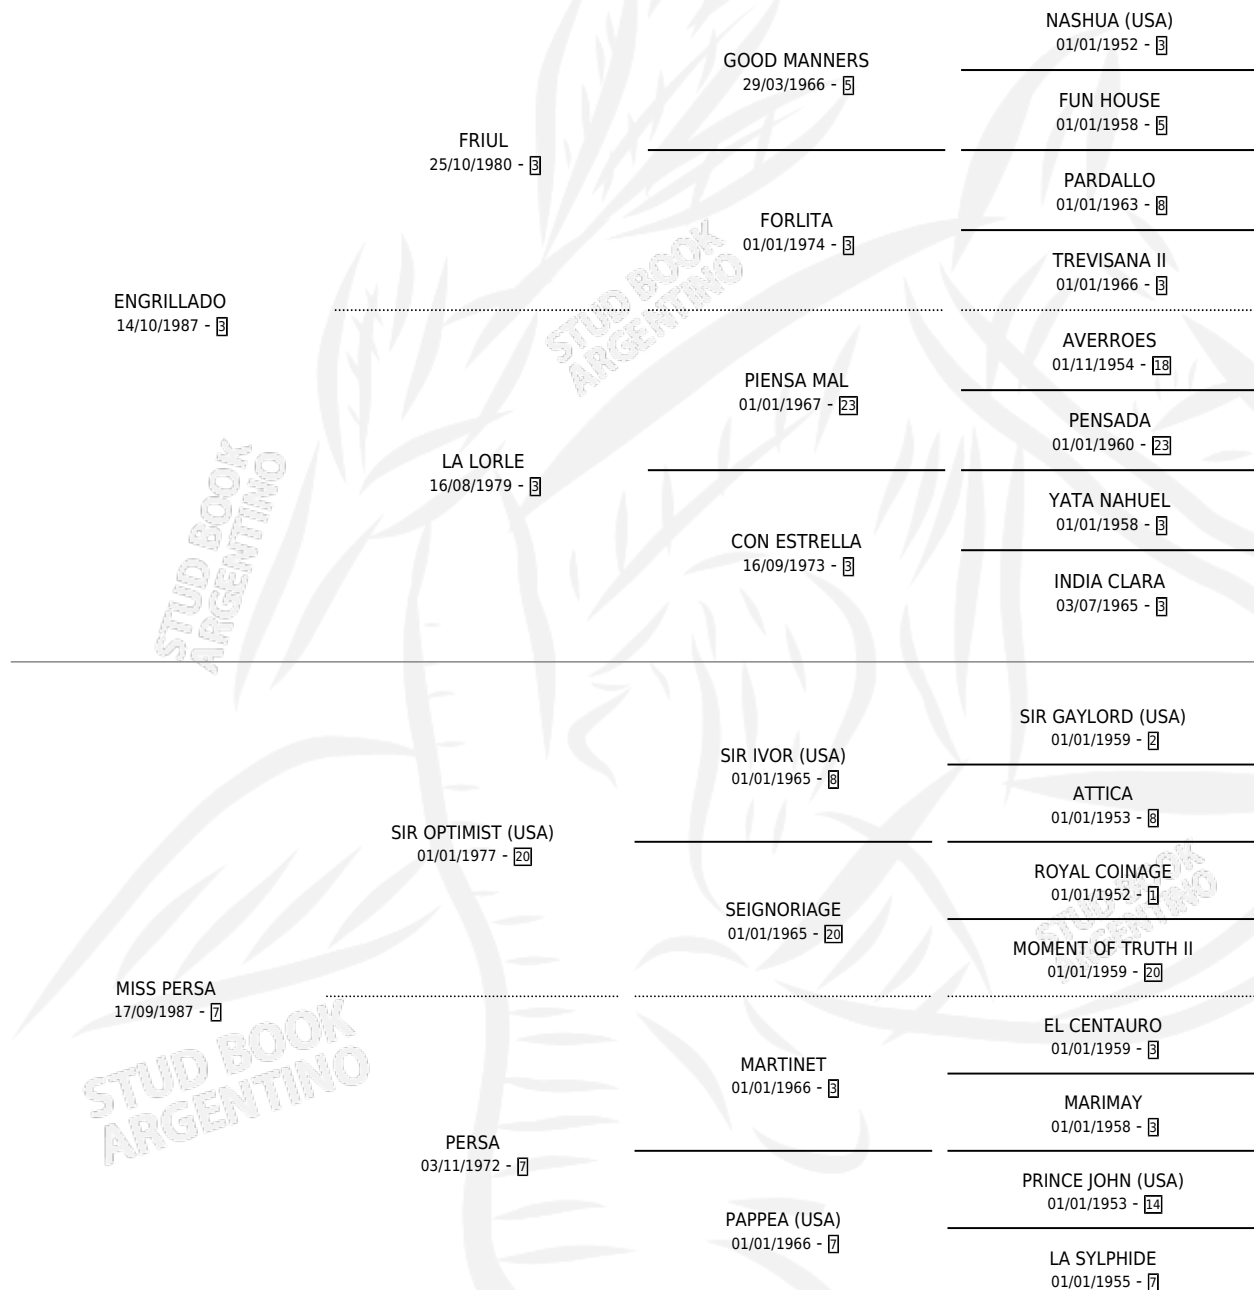 NASHUA (USA)
01/01/1952 - 3
GOOD MANNERS
29/03/1966 - 5
FUN HOUSE
01/01/1958 - 5
FRIUL
25/10/1980 - 3
PARDALLO
01/01/1963 - 8
FORLITA
01/01/1974 - 3
TREVISANA II
01/01/1966 - 3
ENGRILLADO
14/10/1987 - 3
STUD BOOK
ARGENTINO
AVERROES
01/11/1954 - 18
PIENSA MAL
01/01/1967 - 23
PENSADA
01/01/1960 - 23
LA LORLE
16/08/1979 - 3
YATA NAHUEL
01/01/1958 - 3
CON ESTRELLA
16/09/1973 - 3
INDIA CLARA
03/07/1965 - 3
STUD BOOK
ARGENTINO
SIR GAYLORD (USA)
01/01/1959 - 2
SIR IVOR (USA)
01/01/1965 - 8
ATTICA
01/01/1953 - 8
SIR OPTIMIST (USA)
01/01/1977 - 20
ROYAL COINAGE
01/01/1952 - 1
SEIGNORIAGE
01/01/1965 - 20
STUD BOOK
ARGENTINO
MOMENT OF TRUTH II
01/01/1959 - 20
MISS PERSA
17/09/1987 - 7
STUD BOOK
ARGENTINO
EL CENTAURO
01/01/1959 - 3
MARTINET
01/01/1966 - 3
MARIMAY
01/01/1958 - 3
PERSA
03/11/1972 - 7
PRINCE JOHN (USA)
01/01/1953 - 14
PAPPEA (USA)
01/01/1966 - 7
LA SYLPHIDE
01/01/1955 - 7